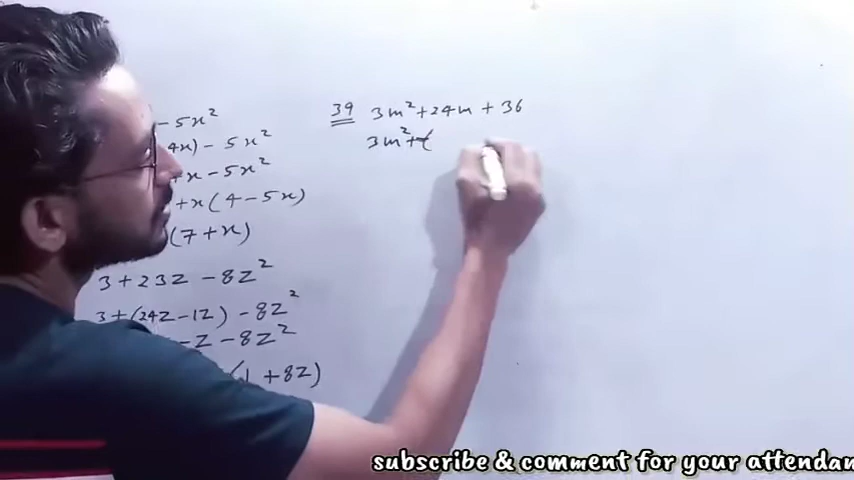 - 5x²
4x) - 5x²
+x - 5x²
+x(4-5x)
(7+x)
3+23z-8z²
3+(24z-1z)-8z²
-z-8z²
(1+8z)
39 3m²+24m+36
3m²+(
subscribe & comment for your attendan